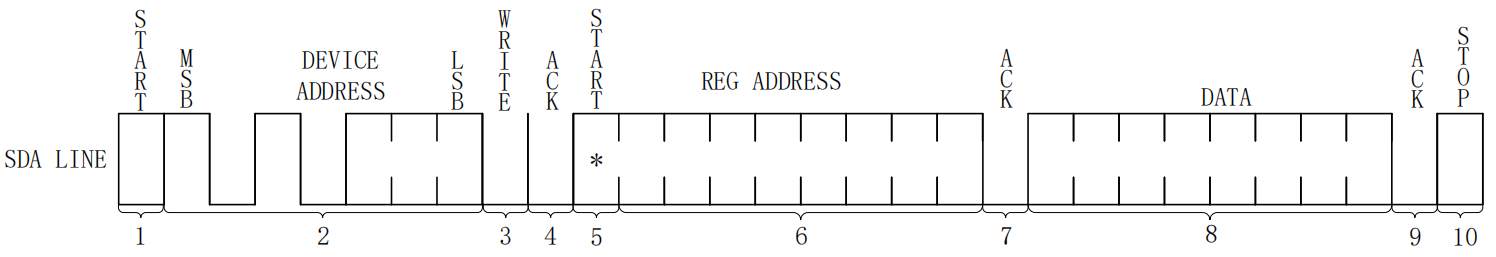 START
MSB
DEVICE
ADDRESS
LSB
WRITE
ACK
START
REG ADDRESS
ACK
DATA
ACK
STOP
SDA LINE
*
1 2 3 4 5 6 7 8 9 10